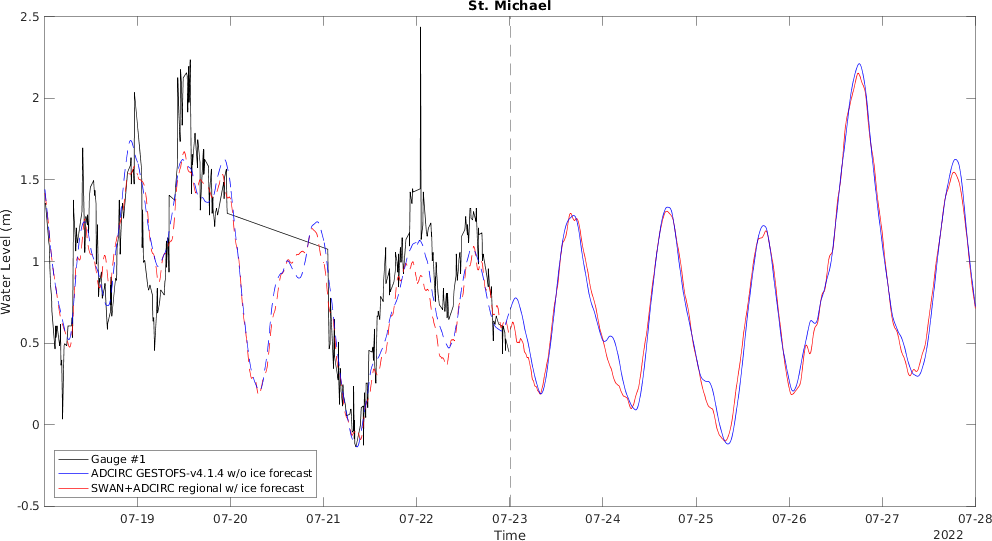 St. Michael
2.5
2
1.5
1
0.5
0
-0.5
Water Level (m)
Gauge #1
ADCIRC GESTOFS-v4.1.4 w/o ice forecast
SWAN+ADCIRC regional w/ ice forecast
07-19 07-20 07-21 07-22 07-23 07-24 07-25 07-26 07-27 07-28
Time
2022